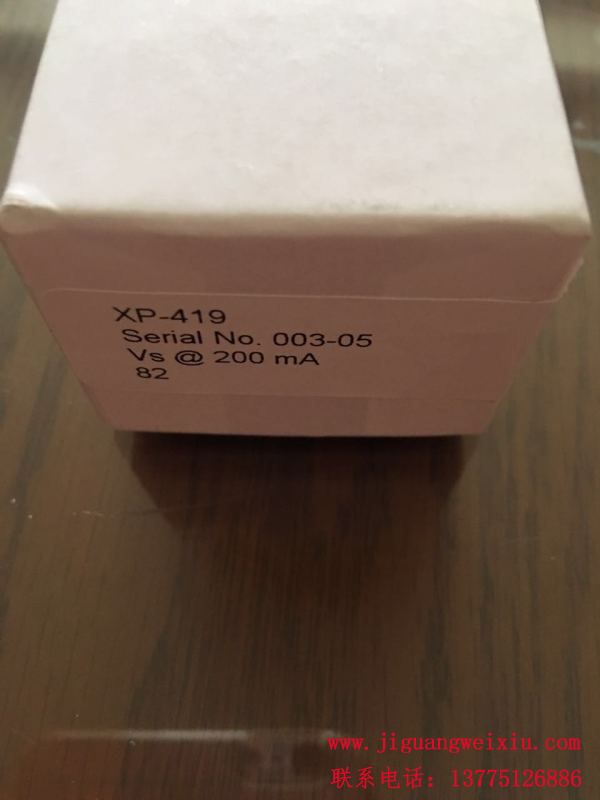 XP-419
Serial No. 003-05
Vs @ 200 mA
82
www.jiguangweixiu.com
联系电话：13775126886